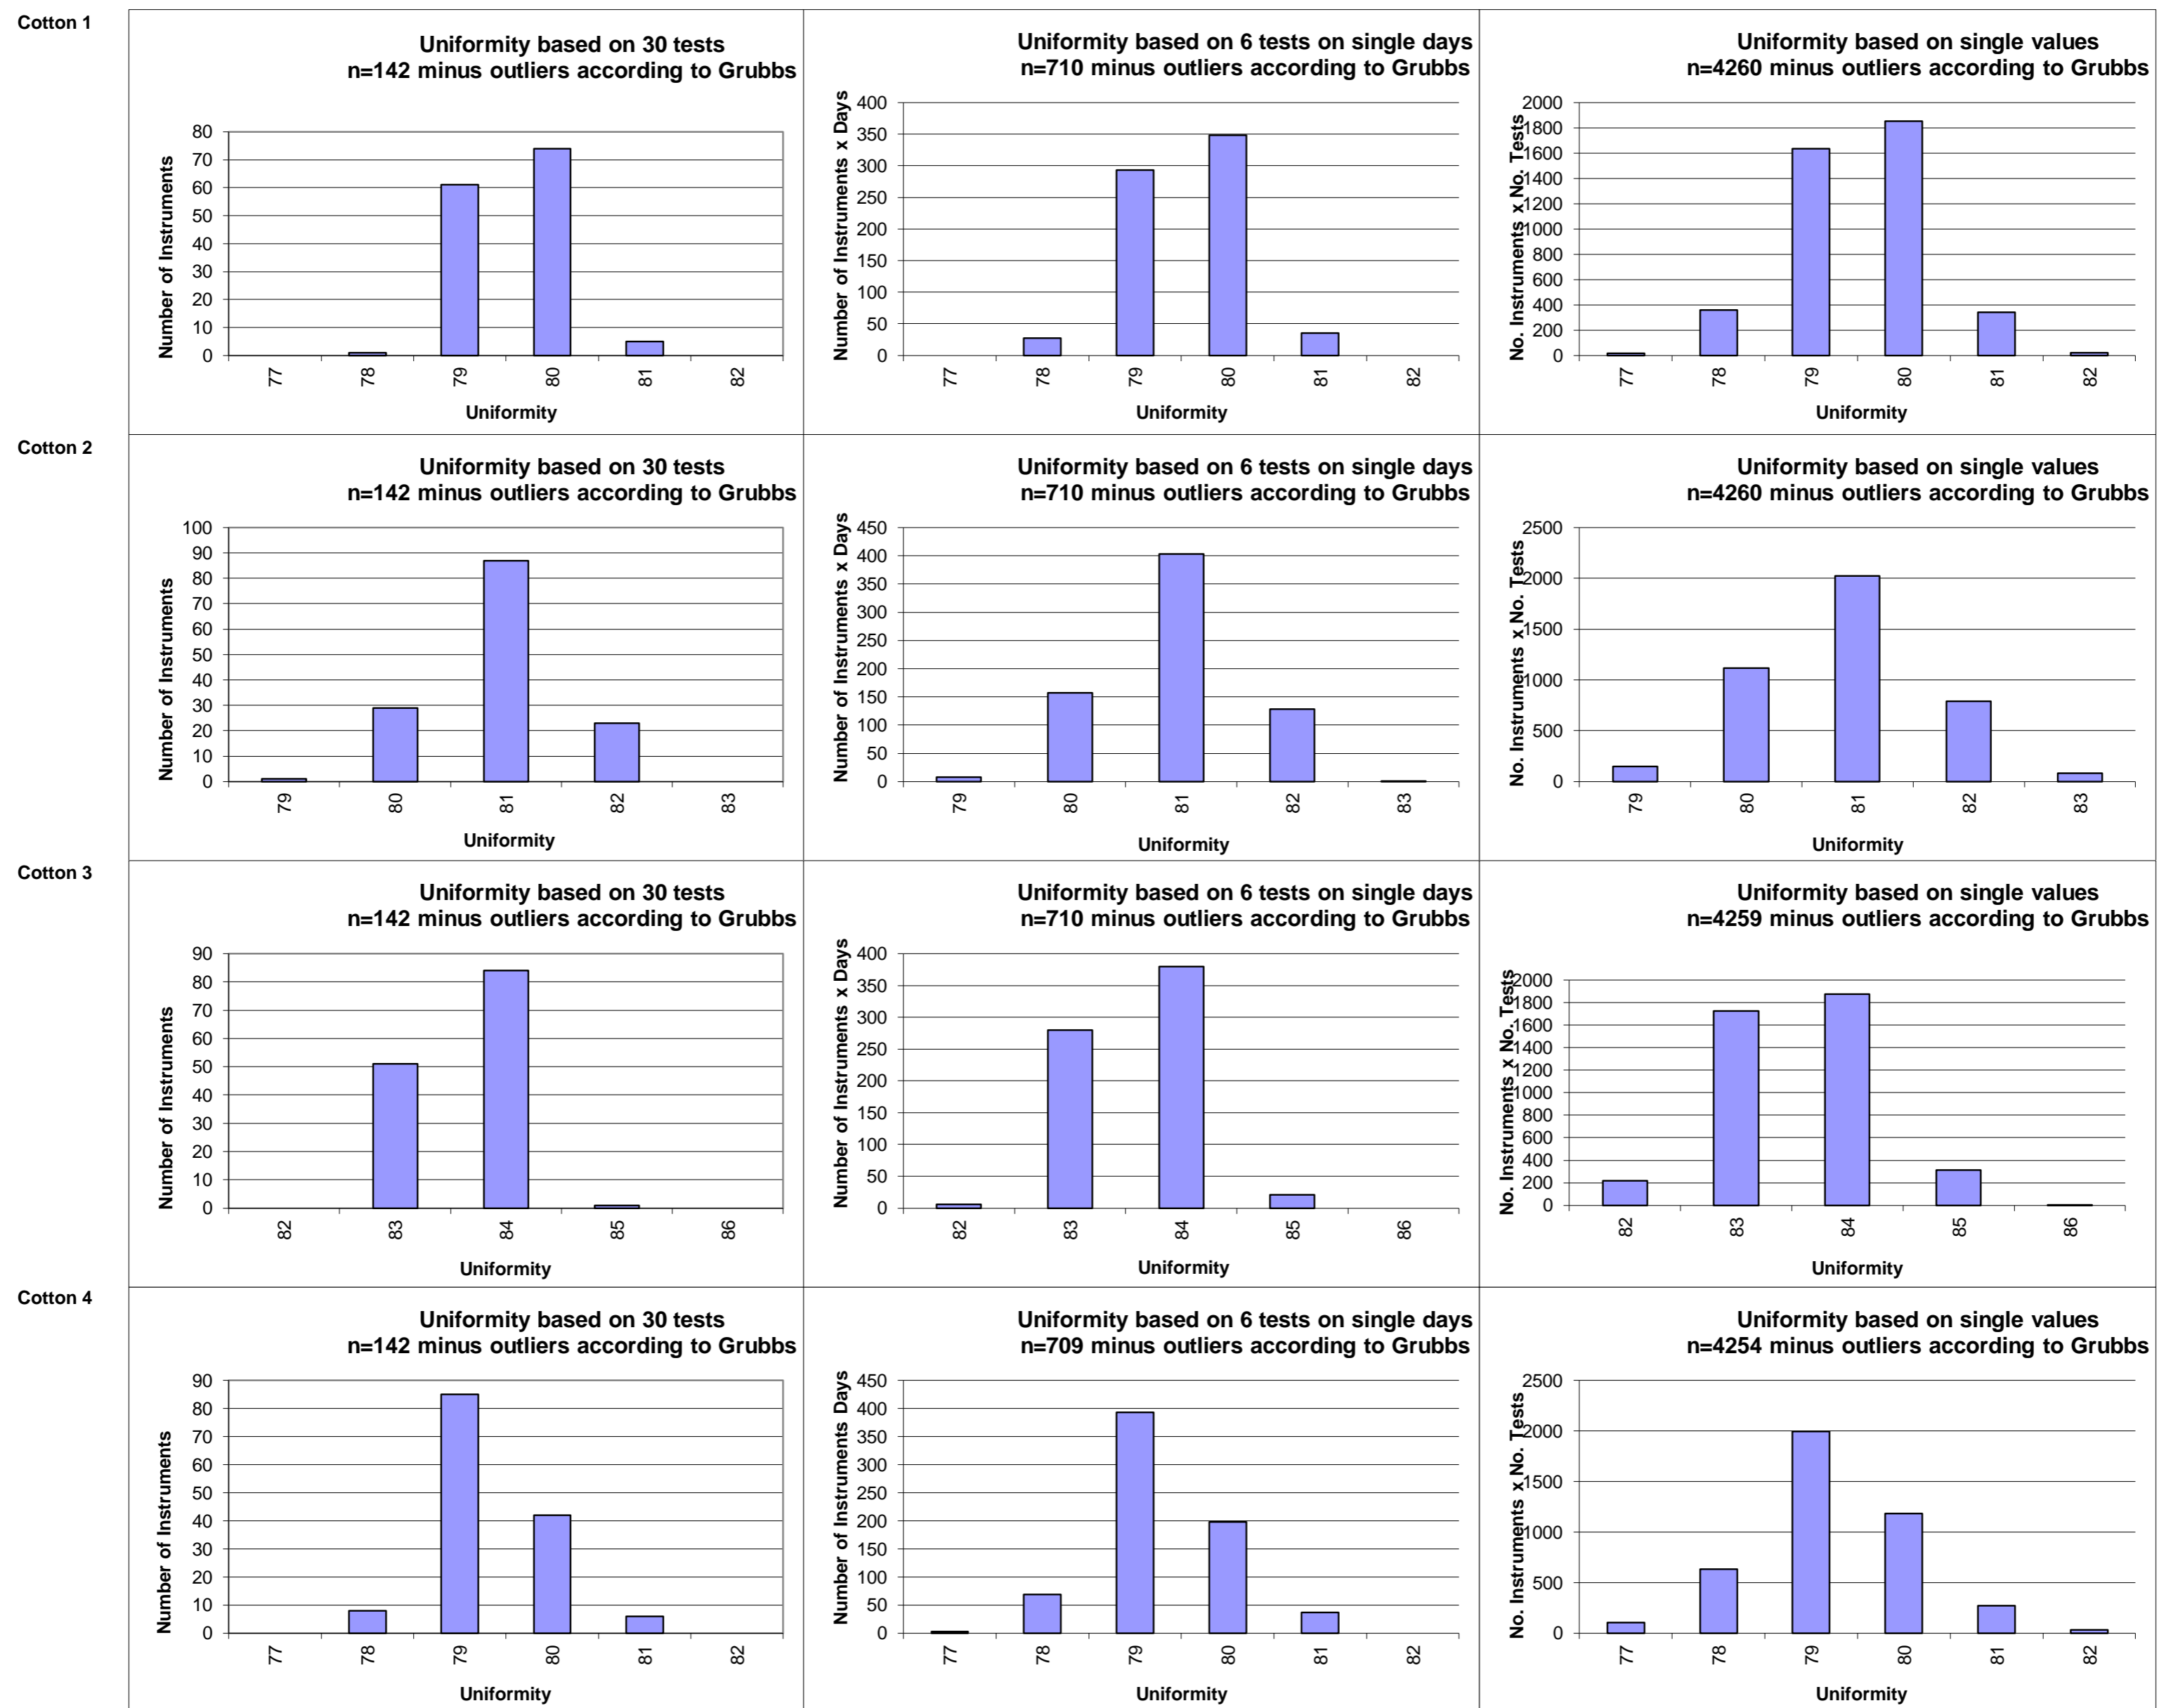 Cotton 1
Uniformity based on 30 tests
n=142 minus outliers according to Grubbs
Number of Instruments
80
70
60
50
40
30
20
10
0
77 78 79 80 81 82
Uniformity
Uniformity based on 6 tests on single days
n=710 minus outliers according to Grubbs
Number of Instruments x Days
400
350
300
250
200
150
100
50
0
77 78 79 80 81 82
Uniformity
Uniformity based on single values
n=4260 minus outliers according to Grubbs
No. Instruments x No. Tests
2000
1800
1600
1400
1200
1000
800
600
400
200
0
77 78 79 80 81 82
Uniformity
Cotton 2
Uniformity based on 30 tests
n=142 minus outliers according to Grubbs
Number of Instruments
100
90
80
70
60
50
40
30
20
10
0
79 80 81 82 83
Uniformity
Uniformity based on 6 tests on single days
n=710 minus outliers according to Grubbs
Number of Instruments x Days
450
400
350
300
250
200
150
100
50
0
79 80 81 82 83
Uniformity
Uniformity based on single values
n=4260 minus outliers according to Grubbs
No. Instruments x No. Tests
2500
2000
1500
1000
500
0
79 80 81 82 83
Uniformity
Cotton 3
Uniformity based on 30 tests
n=142 minus outliers according to Grubbs
Number of Instruments
90
80
70
60
50
40
30
20
10
0
82 83 84 85 86
Uniformity
Uniformity based on 6 tests on single days
n=710 minus outliers according to Grubbs
Number of Instruments x Days
400
350
300
250
200
150
100
50
0
82 83 84 85 86
Uniformity
Uniformity based on single values
n=4259 minus outliers according to Grubbs
No. Instruments x No. Tests
2000
1800
1600
1400
1200
1000
800
600
400
200
0
82 83 84 85 86
Uniformity
Cotton 4
Uniformity based on 30 tests
n=142 minus outliers according to Grubbs
Number of Instruments
90
80
70
60
50
40
30
20
10
0
77 78 79 80 81 82
Uniformity
Uniformity based on 6 tests on single days
n=709 minus outliers according to Grubbs
Number of Instruments Days
450
400
350
300
250
200
150
100
50
0
77 78 79 80 81 82
Uniformity
Uniformity based on single values
n=4254 minus outliers according to Grubbs
No. Instruments x No. Tests
2500
2000
1500
1000
500
0
77 78 79 80 81 82
Uniformity